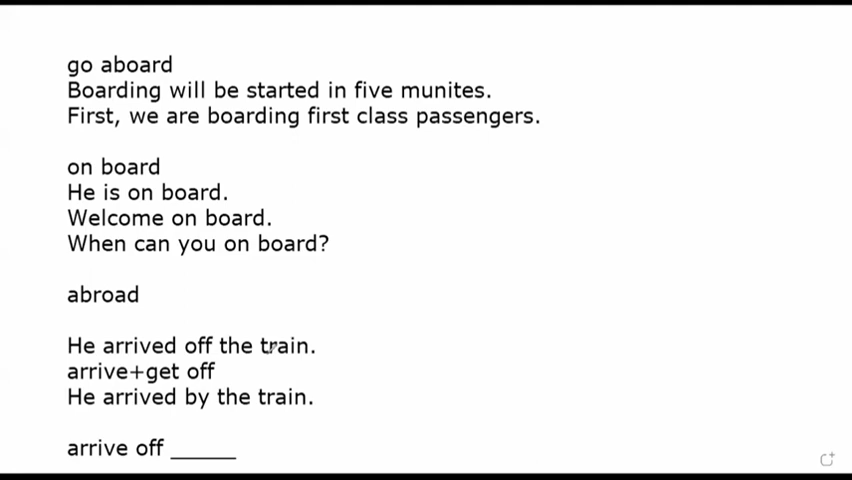 go aboard
Boarding will be started in five munites.
First, we are boarding first class passengers.
on board
He is on board.
Welcome on board.
When can you on board?
abroad
He arrived off the train.
arrive+get off
He arrived by the train.
arrive off ______